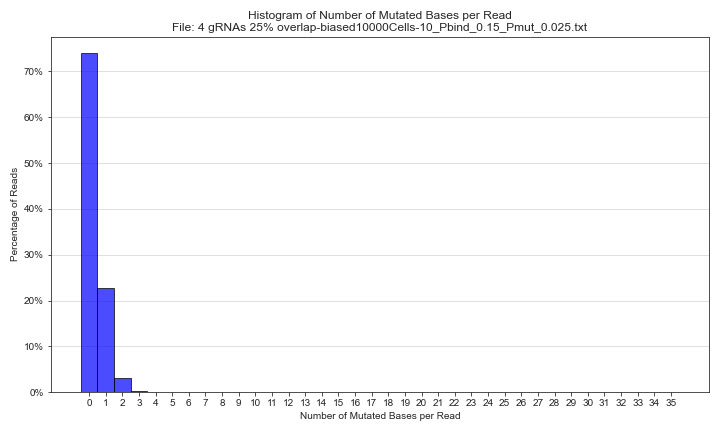 Histogram of Number of Mutated Bases per Read
File: 4 gRNAs 25% overlap-biased10000Cells-10_Pbind_0.15_Pmut_0.025.txt
70%
60%
50%
40%
30%
20%
10%
0%
Percentage of Reads
0 1 2 3 4 5 6 7 8 9 10 11 12 13 14 15 16 17 18 19 20 21 22 23 24 25 26 27 28 29 30 31 32 33 34 35
Number of Mutated Bases per Read